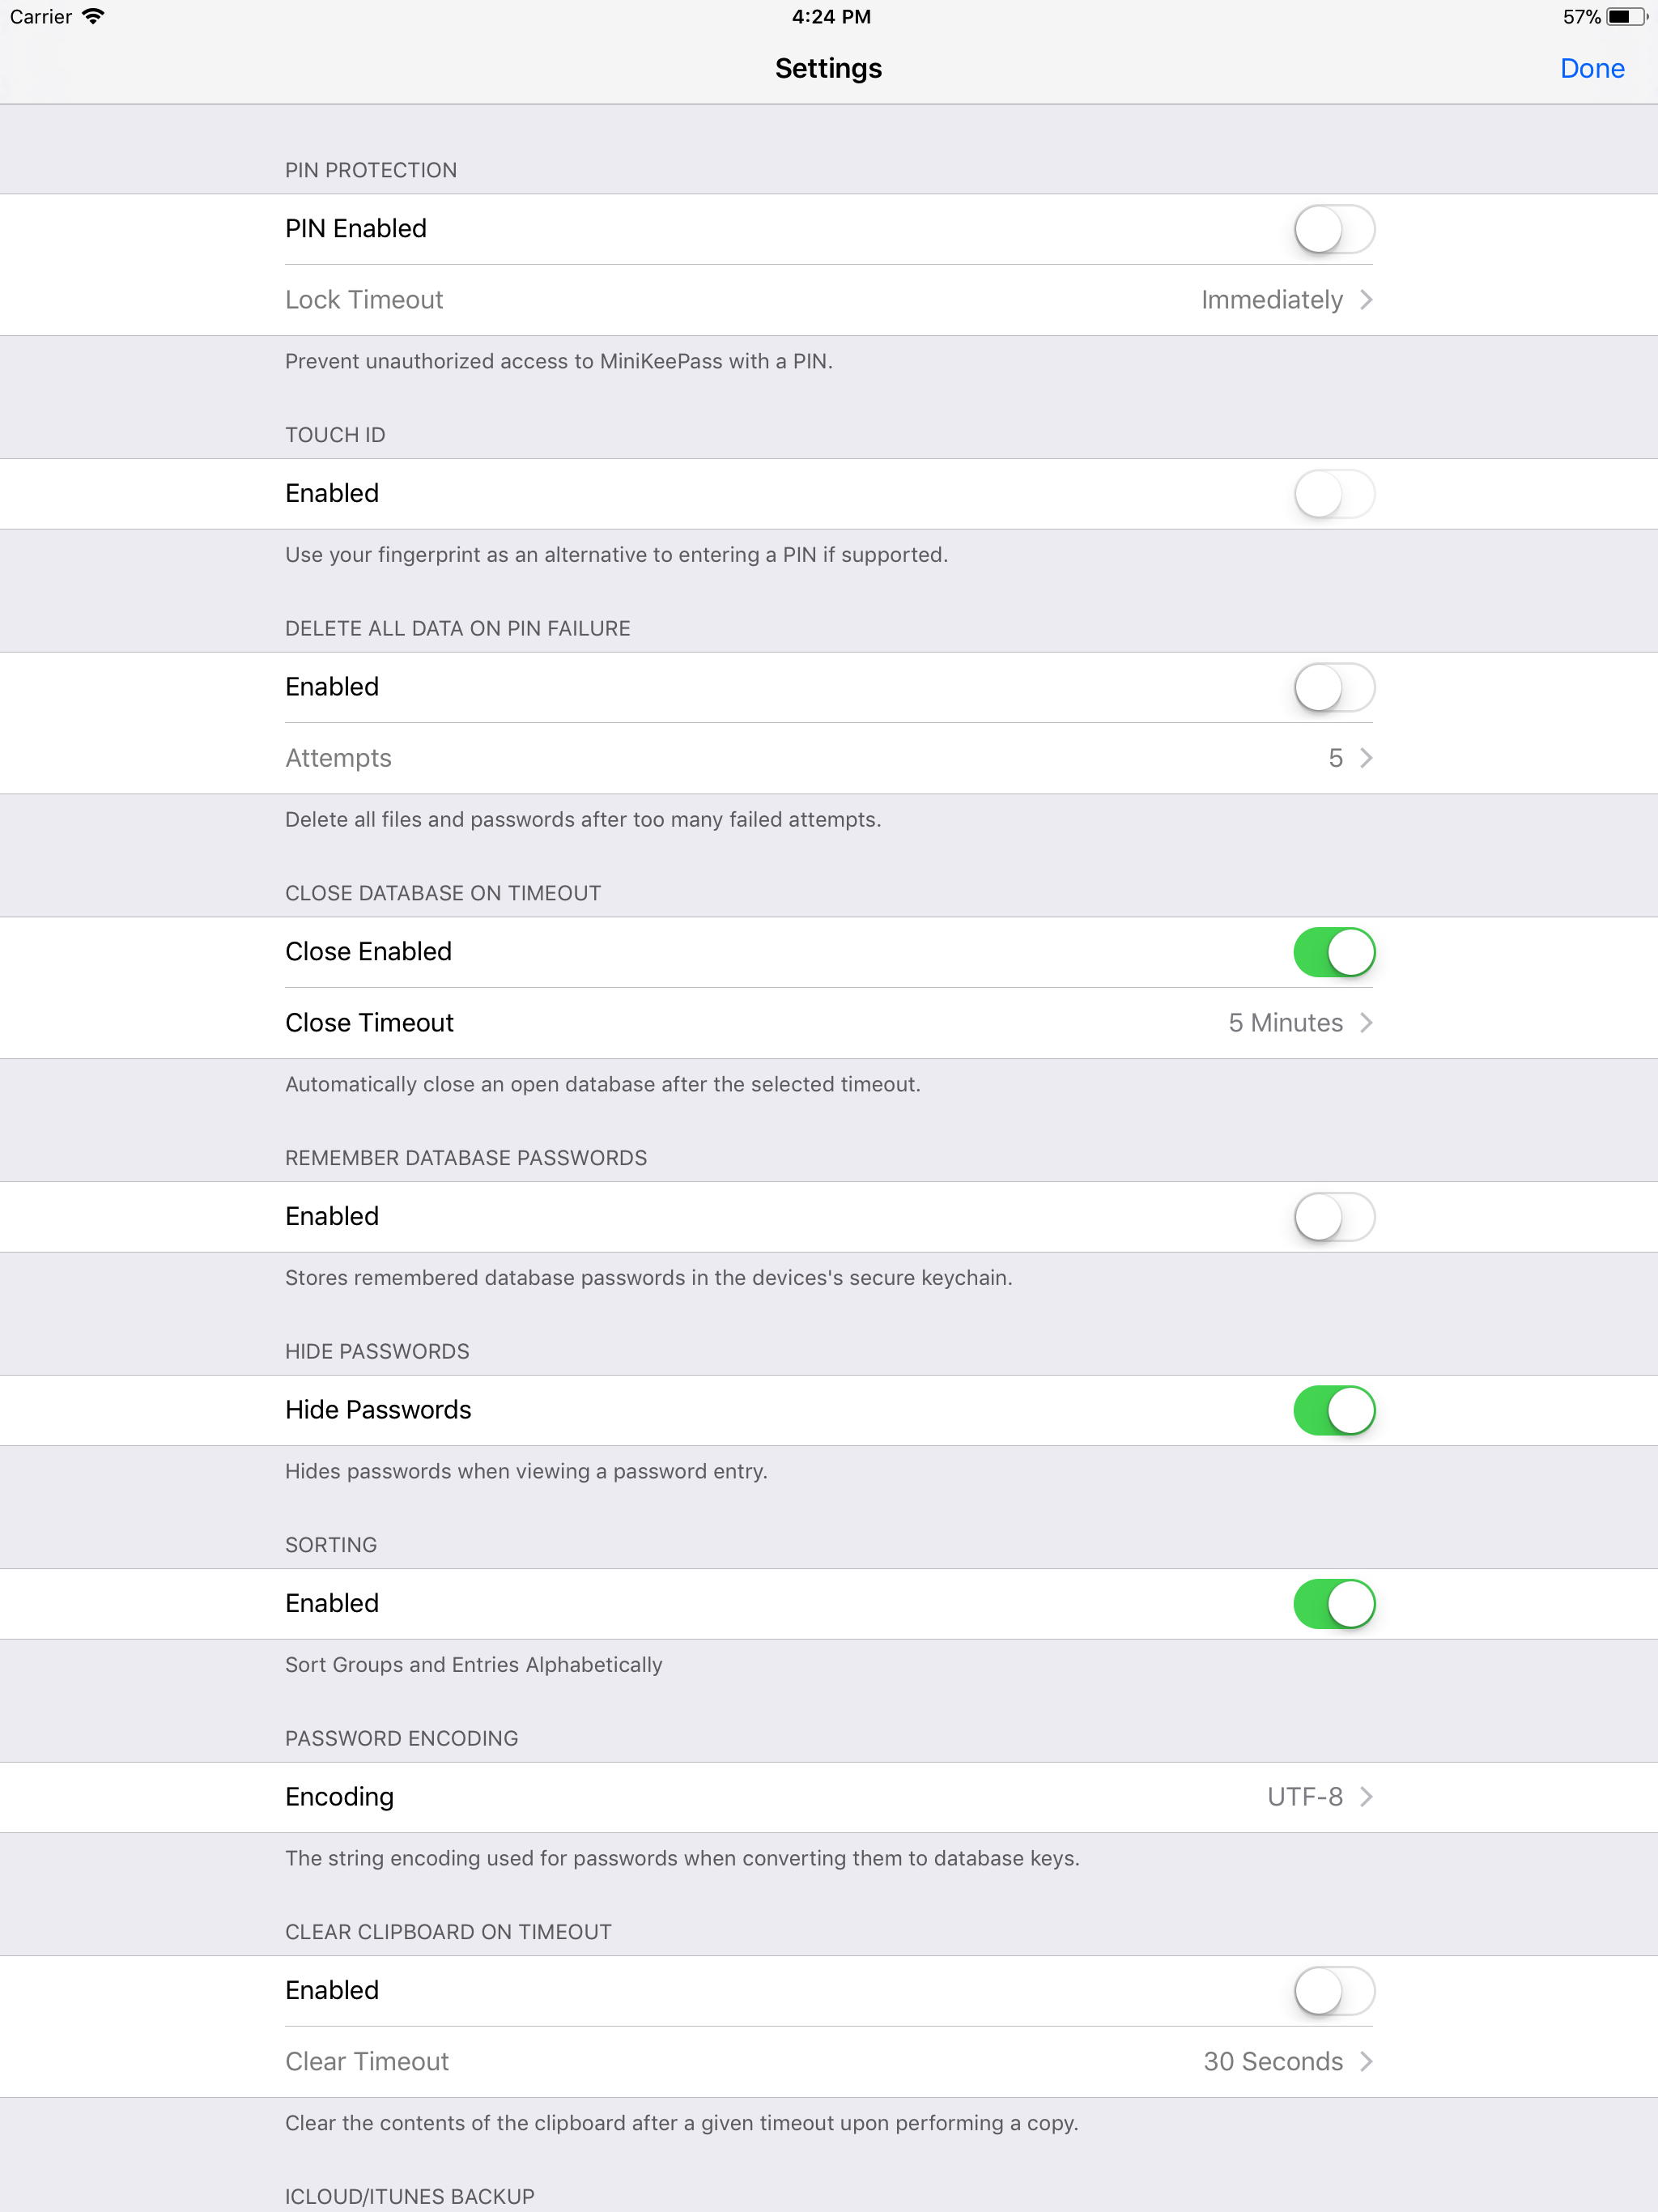 Carrier 4:24 PM 57%
Settings Done
PIN PROTECTION
PIN Enabled
Lock Timeout Immediately
Prevent unauthorized access to MiniKeePass with a PIN.
TOUCH ID
Enabled
Use your fingerprint as an alternative to entering a PIN if supported.
DELETE ALL DATA ON PIN FAILURE
Enabled
Attempts 5
Delete all files and passwords after too many failed attempts.
CLOSE DATABASE ON TIMEOUT
Close Enabled
Close Timeout 5 Minutes
Automatically close an open database after the selected timeout.
REMEMBER DATABASE PASSWORDS
Enabled
Stores remembered database passwords in the devices's secure keychain.
HIDE PASSWORDS
Hide Passwords
Hides passwords when viewing a password entry.
SORTING
Enabled
Sort Groups and Entries Alphabetically
PASSWORD ENCODING
Encoding UTF-8
The string encoding used for passwords when converting them to database keys.
CLEAR CLIPBOARD ON TIMEOUT
Enabled
Clear Timeout 30 Seconds
Clear the contents of the clipboard after a given timeout upon performing a copy.
ICLOUD/ITUNES BACKUP